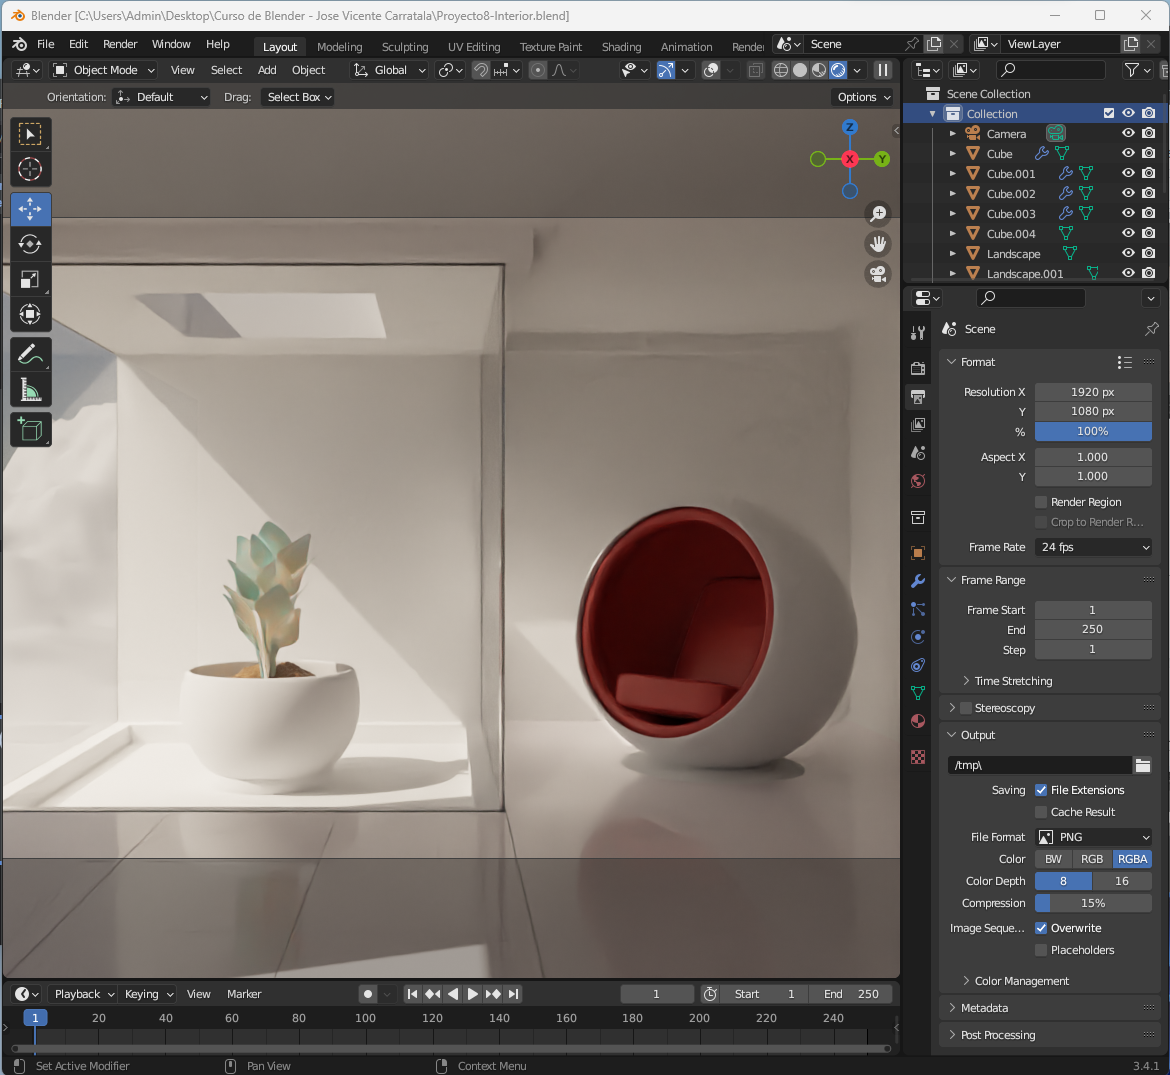 Blender [C:\Users\Admin\Desktop\Curso de Blender - Jose Vicente Carratala\Proyecto8-Interior.blend]
File Edit Render Window Help Layout Modeling Sculpting UV Editing Texture Paint Shading Animation Render Scene ViewLayer
Object Mode View Select Add Object Global
Orientation: Default Drag: Select Box Options
Z
X
Y
Scene Collection
Collection
Camera
Cube
Cube.001
Cube.002
Cube.003
Cube.004
Landscape
Landscape.001
Scene
Format
Resolution X 1920 px
Y 1080 px
% 100%
Aspect X 1.000
Y 1.000
Render Region
Crop to Render R...
Frame Rate 24 fps
Frame Range
Frame Start 1
End 250
Step 1
Time Stretching
Stereoscopy
Output
/tmp\
Saving File Extensions
Cache Result
File Format PNG
Color BW RGB RGBA
Color Depth 8 16
Compression 15%
Image Seque... Overwrite
Placeholders
Color Management
Metadata
Post Processing
Playback Keying View Marker 1 Start 1 End 250
1 20 40 60 80 100 120 140 160 180 200 220 240
Set Active Modifier Pan View Context Menu 3.4.1